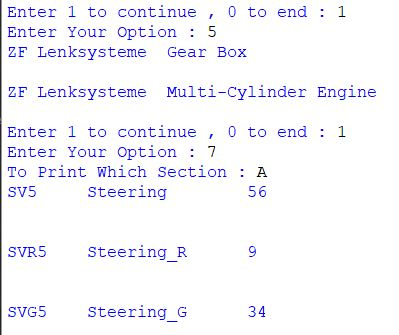 Enter 1 to continue , 0 to end : 1
Enter Your Option : 5
ZF Lenksysteme  Gear Box
ZF Lenksysteme  Multi-Cylinder Engine
Enter 1 to continue , 0 to end : 1
Enter Your Option : 7
To Print Which Section : A
SV5     Steering        56
SVR5    Steering_R      9
SVG5    Steering_G      34